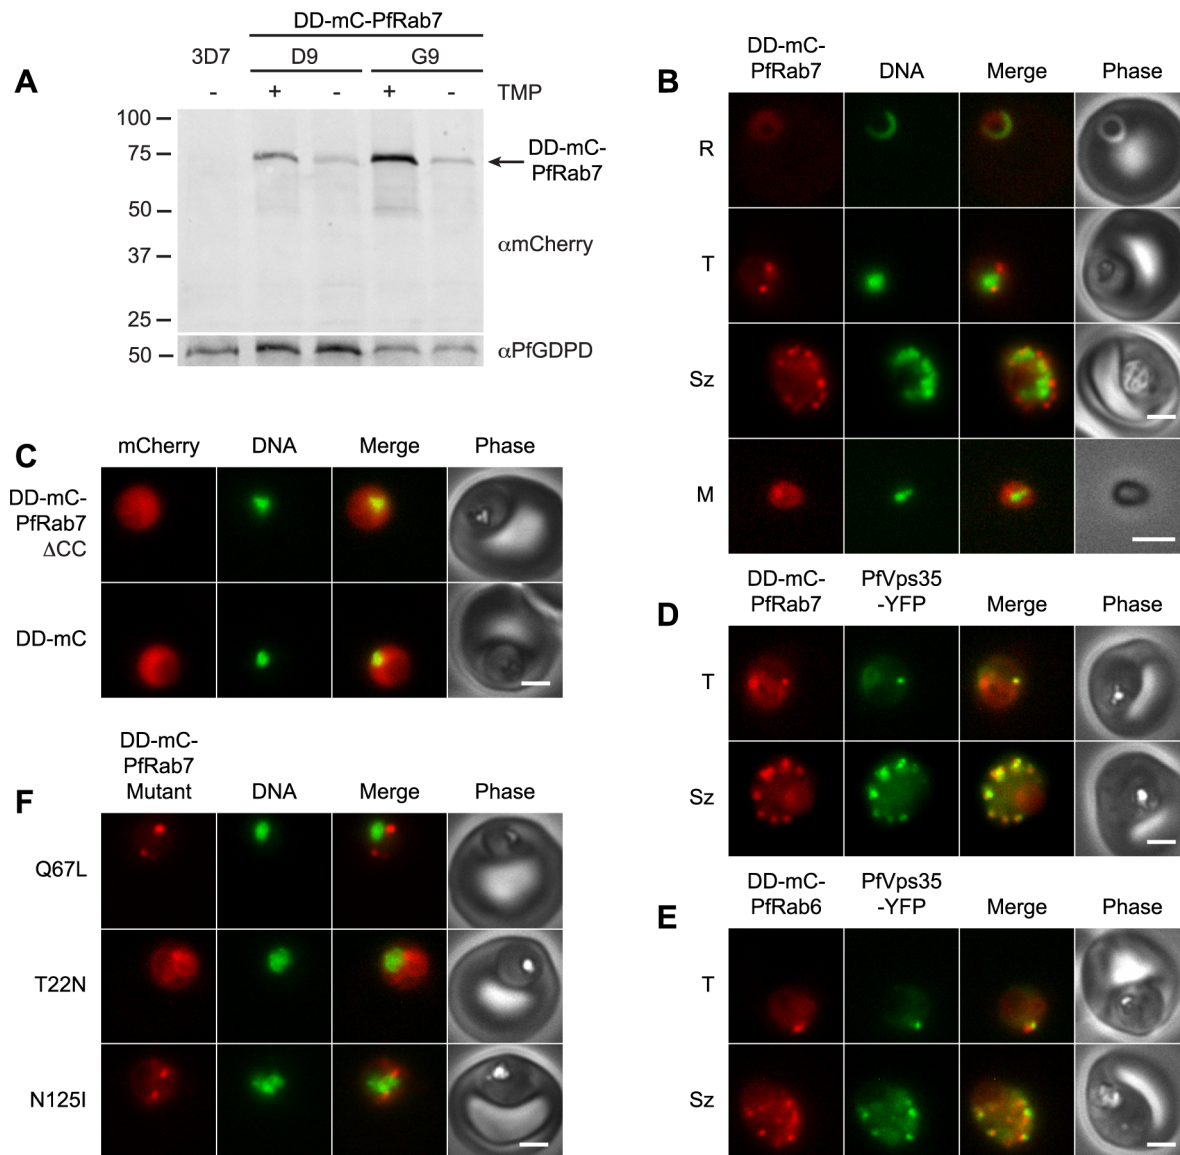 A
DD-mC-PfRab7
3D7
D9
G9
-
+
-
+
-
TMP
100
75
50
37
25
50
DD-mC-
PfRab7
αmCherry
αPfGDPD
B
DD-mC-
PfRab7
DNA
Merge
Phase
R
T
Sz
M
C
mCherry
DNA
Merge
Phase
DD-mC-
PfRab7
ΔCC
DD-mC
D
DD-mC-
PfRab7
PfVps35
-YFP
Merge
Phase
T
Sz
E
DD-mC-
PfRab6
PfVps35
-YFP
Merge
Phase
T
Sz
F
DD-mC-
PfRab7
Mutant
DNA
Merge
Phase
Q67L
T22N
N125I